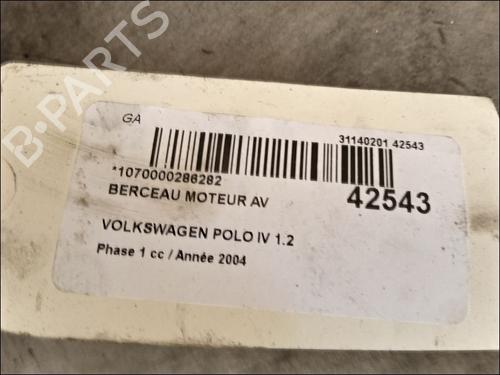 GA
31140201 42543
*1070000286282
BERCEAU MOTEUR AV
42543
VOLKSWAGEN POLO IV 1.2
Phase 1 cc / Année 2004
B-PARTS